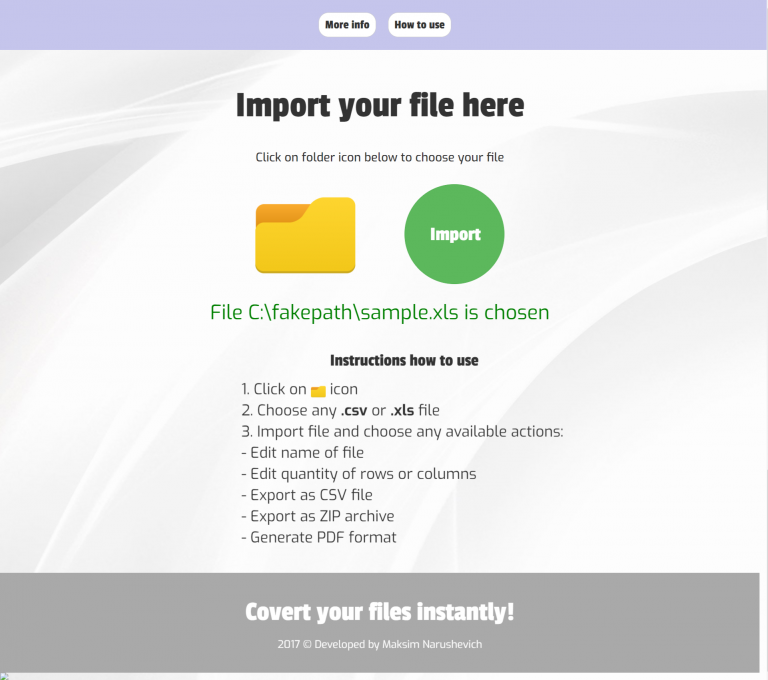 More info How to use
Import your file here
Click on folder icon below to choose your file
Import
File C:\fakepath\sample.xls is chosen
Instructions how to use
1. Click on icon
2. Choose any .csv or .xls file
3. Import file and choose any available actions:
- Edit name of file
- Edit quantity of rows or columns
- Export as CSV file
- Export as ZIP archive
- Generate PDF format
Covert your files instantly!
2017 © Developed by Maksim Narushevich